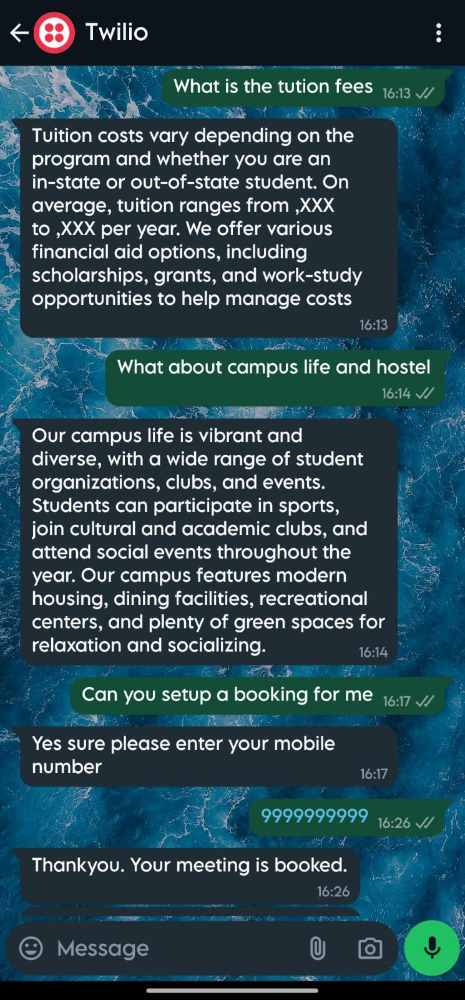 Twilio
What is the tution fees 16:13
Tuition costs vary depending on the
program and whether you are an
in-state or out-of-state student. On
average, tuition ranges from ,XXX
to ,XXX per year. We offer various
financial aid options, including
scholarships, grants, and work-study
opportunities to help manage costs
16:13
What about campus life and hostel
16:14
Our campus life is vibrant and
diverse, with a wide range of student
organizations, clubs, and events.
Students can participate in sports,
join cultural and academic clubs, and
attend social events throughout the
year. Our campus features modern
housing, dining facilities, recreational
centers, and plenty of green spaces for
relaxation and socializing. 16:14
Can you setup a booking for me 16:17
Yes sure please enter your mobile
number 16:17
9999999999 16:26
Thankyou. Your meeting is booked.
16:26
Message